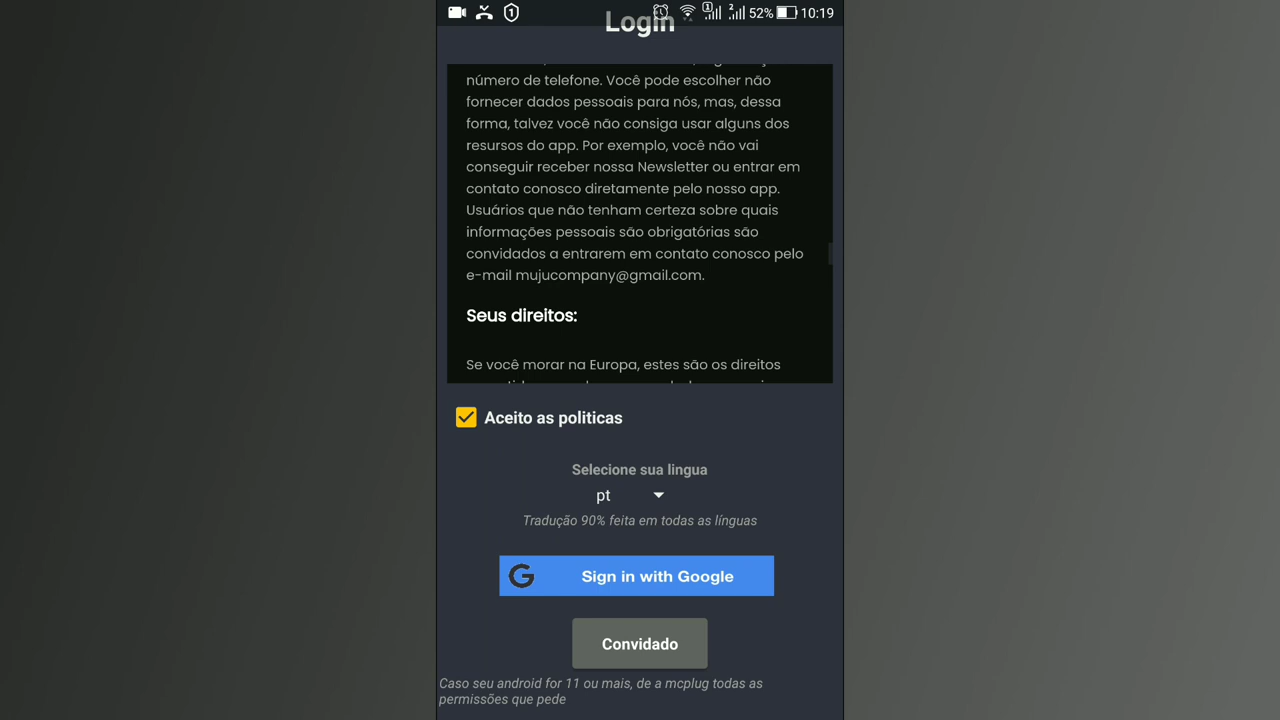 52% 10:19
Login
número de telefone. Você pode escolher não
fornecer dados pessoais para nós, mas, dessa
forma, talvez você não consiga usar alguns dos
resursos do app. Por exemplo, você não vai
conseguir receber nossa Newsletter ou entrar em
contato conosco diretamente pelo nosso app.
Usuários que não tenham certeza sobre quais
informações pessoais são obrigatórias são
convidados a entrarem em contato conosco pelo
e-mail mujucompany@gmail.com.
Seus direitos:
Se você morar na Europa, estes são os direitos
Aceito as politicas
Selecione sua lingua
pt
Tradução 90% feita em todas as línguas
Sign in with Google
Convidado
Caso seu android for 11 ou mais, de a mcplug todas as
permissões que pede